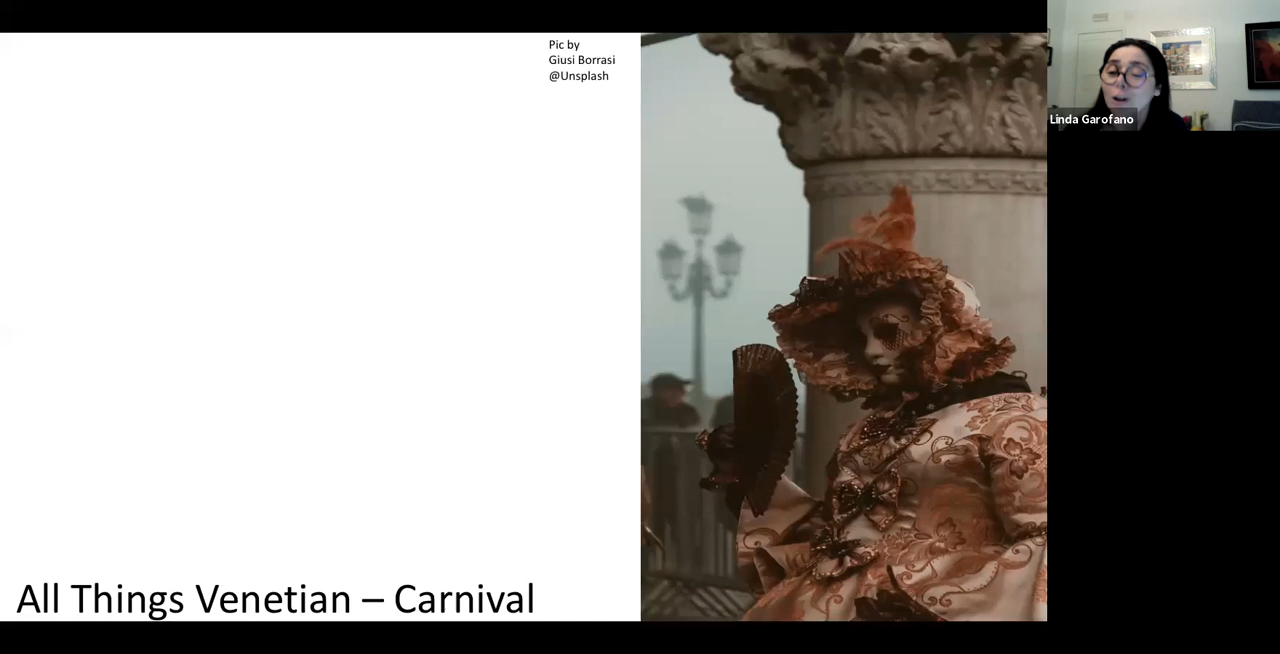 Pic by
Giusi Borrasi
@Unsplash
Linda Garofano
All Things Venetian – Carnival